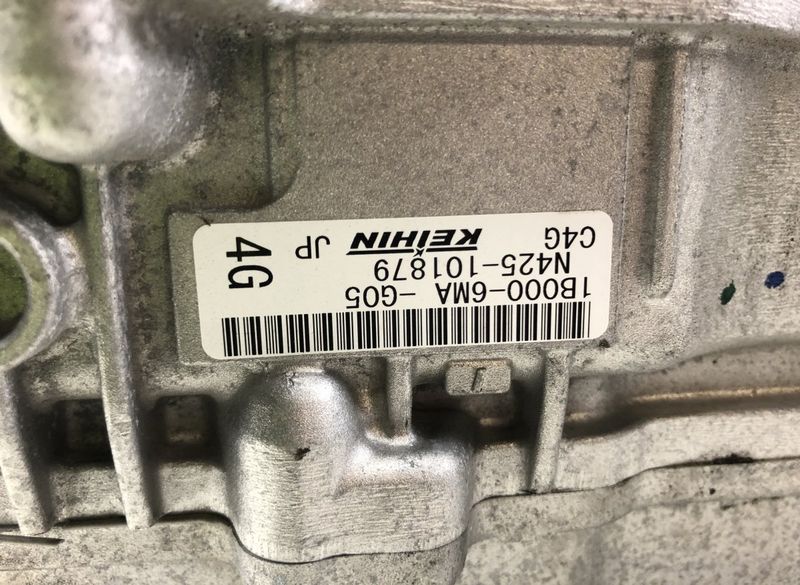 1B000-6MA -G05
N425-101879
C4G KEIHIN JP
4G
J